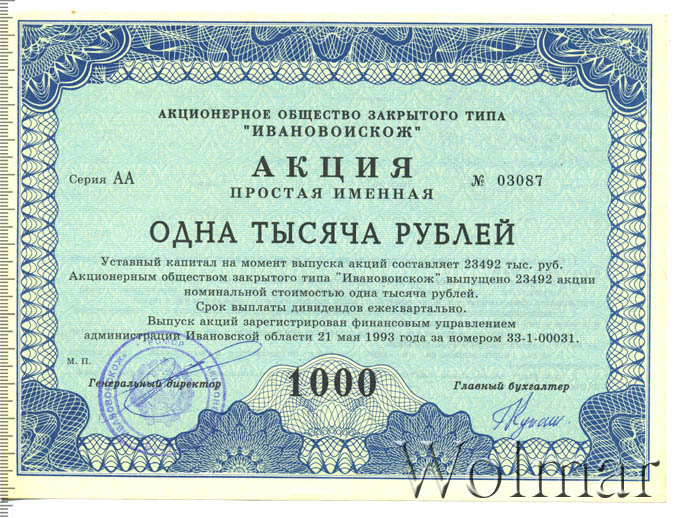 АКЦИОНЕРНОЕ ОБЩЕСТВО ЗАКРЫТОГО ТИПА
"ИВАНОВОИСКОЖ"
Серия АА
АКЦИЯ
№ 03087
ПРОСТАЯ ИМЕННАЯ
ОДНА ТЫСЯЧА РУБЛЕЙ
Уставный капитал на момент выпуска акций составляет 23492 тыс. руб.
Акционерным обществом закрытого типа "Ивановоискож" выпущено 23492 акции
номинальной стоимостью одна тысяча рублей.
Срок выплаты дивидендов ежеквартально.
Выпуск акций зарегистрирован финансовым управлением
администрации Ивановской области 21 мая 1993 года за номером 33-1-00031.
М. П.
Генеральный директор
1000
Главный бухгалтер
Wolmar